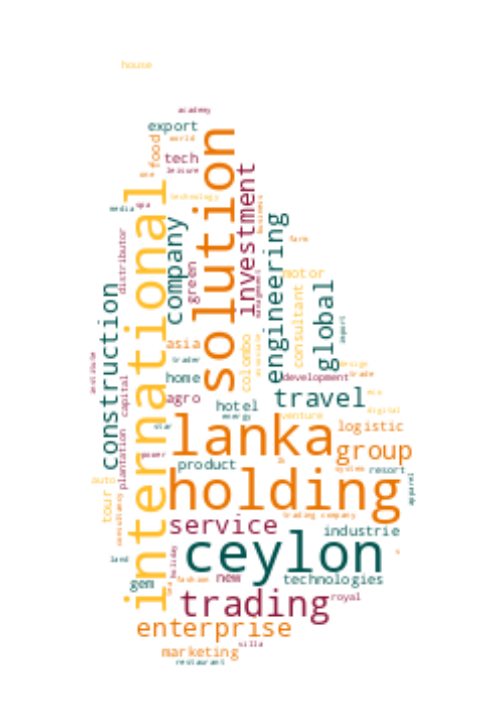 house
academy
export
world
food
tech
leisure
one
solution
international
technology
media
spa
investment
business
company
distributor
green
management
engineering
farm
motor
consultant
global
import
construction
asia
colombo
associate
trader
institute
home
capital
agro
development
design
trade
eco
hotel
travel
energy
venture
digital
star
lanka
logistic
group
plantation
power
product
lk
system
resort
apparel
auto
holding
tour
consultancy
trading company
service
industrie
ceylon
holiday
land
gem
fashion
new
technologies
trading
royal
enterprise
villa
marketing
restaurant